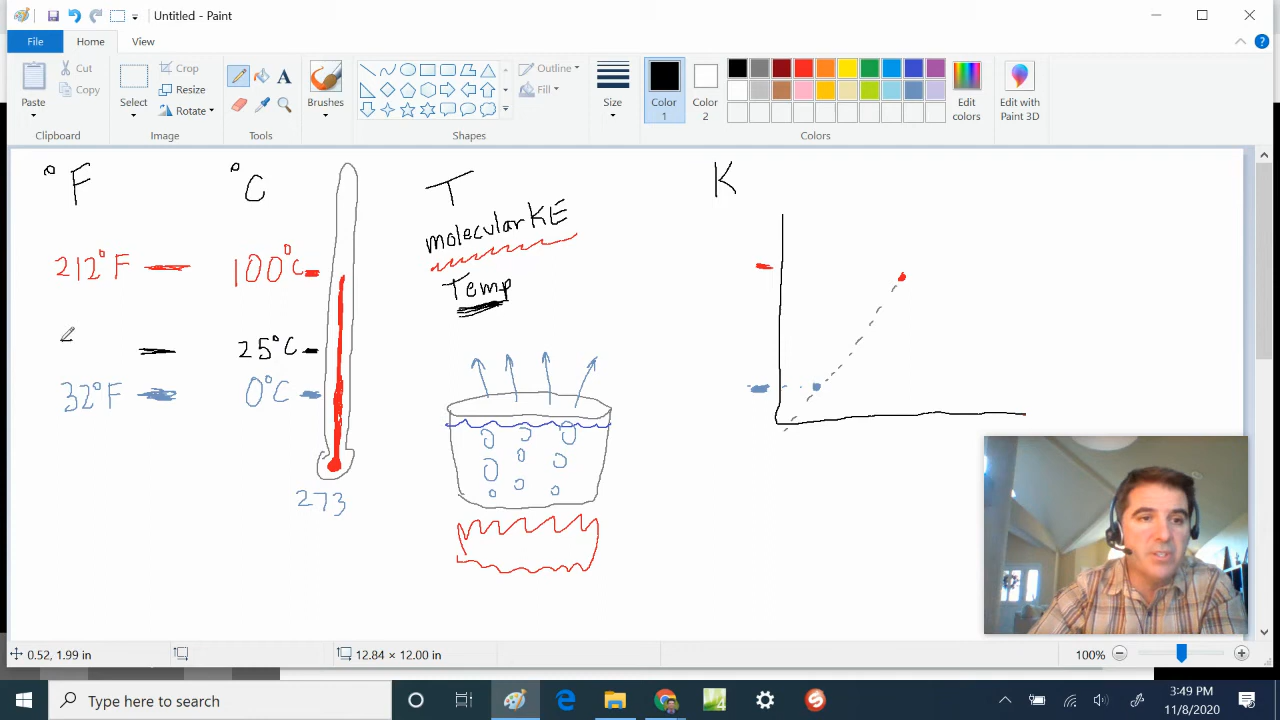 Untitled - Paint
File Home View
Paste
Cut
Copy
Clipboard
Select
Crop
Resize
Rotate
Image
A
Tools
Brushes
Outline
Fill
Shapes
Size
Color 1
Color 2
Edit colors
Colors
Edit with Paint 3D
°F
°C
T
K
molecular KE
Temp
212°F
100°C
25°C
32°F
0°C
273
0.52, 1.99 in
12.84 × 12.00 in
100%
Type here to search
3:49 PM
11/8/2020